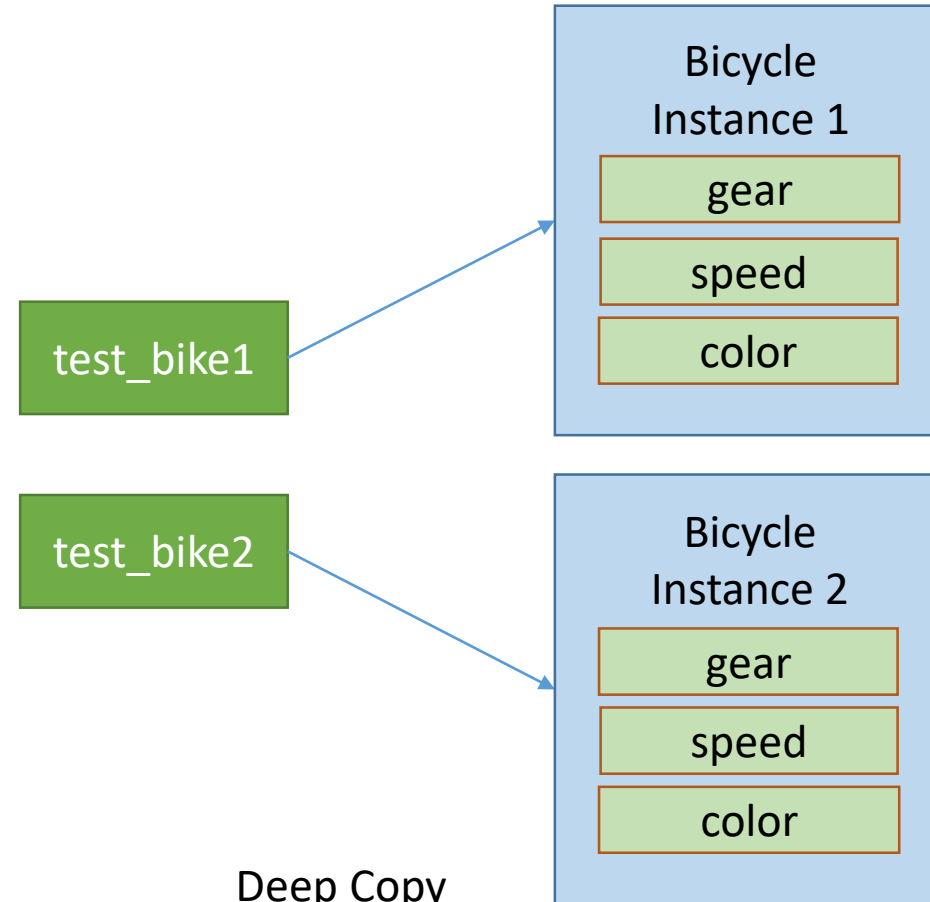 Bicycle
Instance 1
gear
speed
color
test_bike1
test_bike2
Bicycle
Instance 2
gear
speed
color
Deep Copy